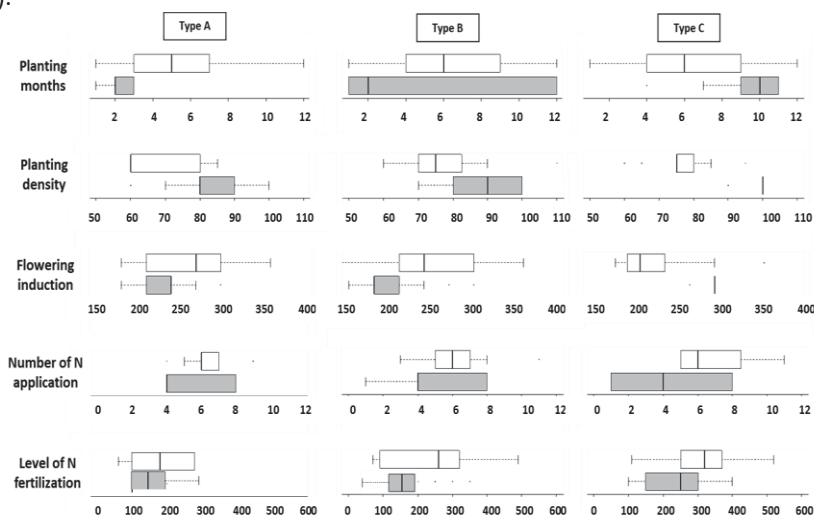 ).
Type A Type B Type C
Planting months
2 4 6 8 10 12 2 4 6 8 10 12 2 4 6 8 10 12
Planting density
50 60 70 80 90 100 110 50 60 70 80 90 100 110 50 60 70 80 90 100 110
Flowering induction
150 200 250 300 350 400 150 200 250 300 350 400 150 200 250 300 350 400
Number of N application
0 2 4 6 8 10 12 0 2 4 6 8 10 12 0 2 4 6 8 10 12
Level of N fertilization
0 100 200 300 400 500 600 0 100 200 300 400 500 600 0 100 200 300 400 500 600